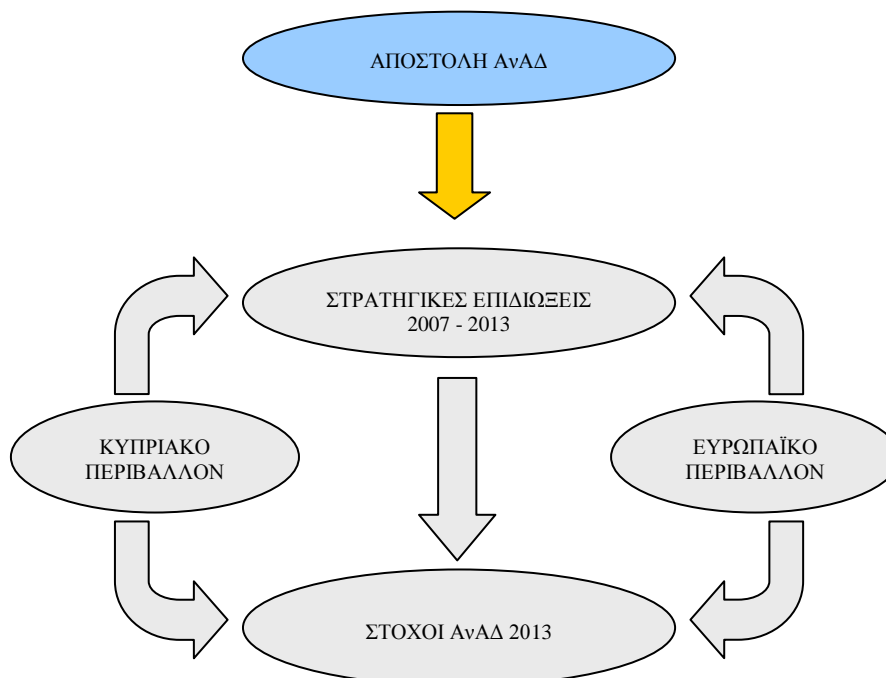 ΑΠΟΣΤΟΛΗ ΑνΑΔ
ΣΤΡΑΤΗΓΙΚΕΣ ΕΠΙΔΙΩΞΕΙΣ
2007 - 2013
ΚΥΠΡΙΑΚΟ
ΠΕΡΙΒΑΛΛΟΝ
ΕΥΡΩΠΑΪΚΟ
ΠΕΡΙΒΑΛΛΟΝ
ΣΤΟΧΟΙ ΑνΑΔ 2013